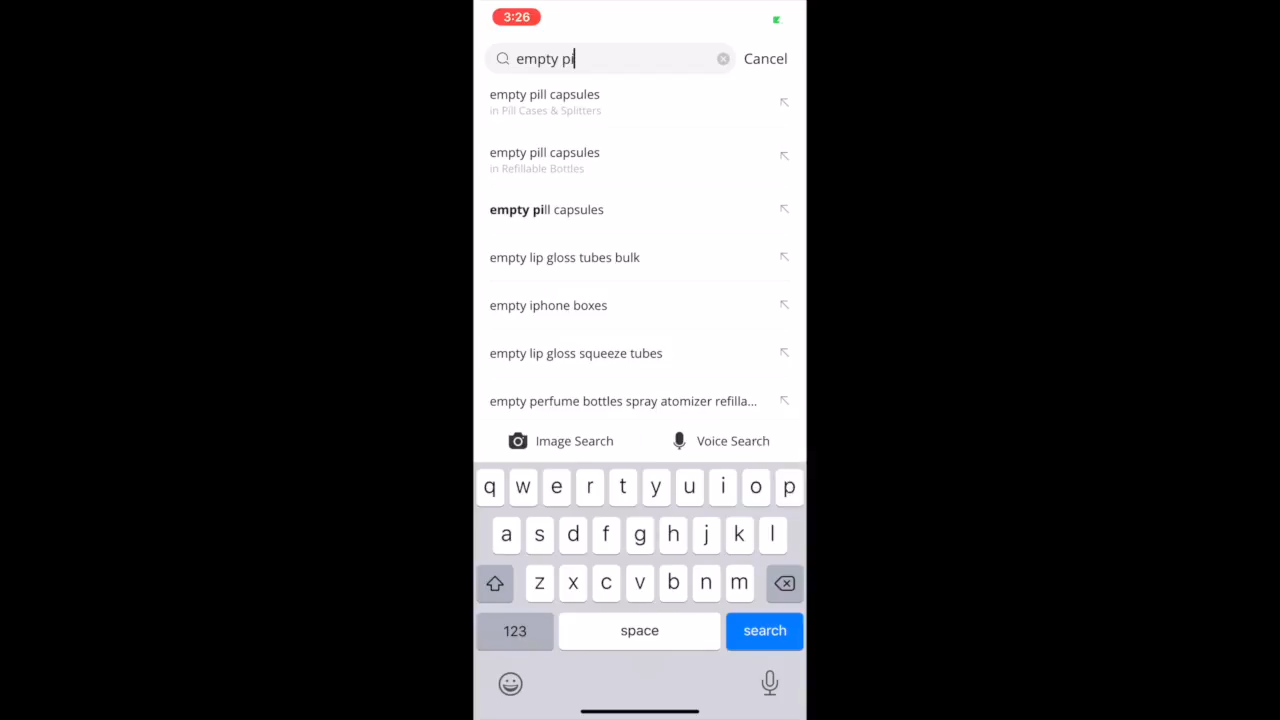 3:26
empty pi
Cancel
empty pill capsules
in Pill Cases & Splitters
empty pill capsules
in Refillable Bottles
empty pill capsules
empty lip gloss tubes bulk
empty iphone boxes
empty lip gloss squeeze tubes
empty perfume bottles spray atomizer refilla...
Image Search Voice Search
q w e r t y u i o p
a s d f g h j k l
z x c v b n m
123 space search